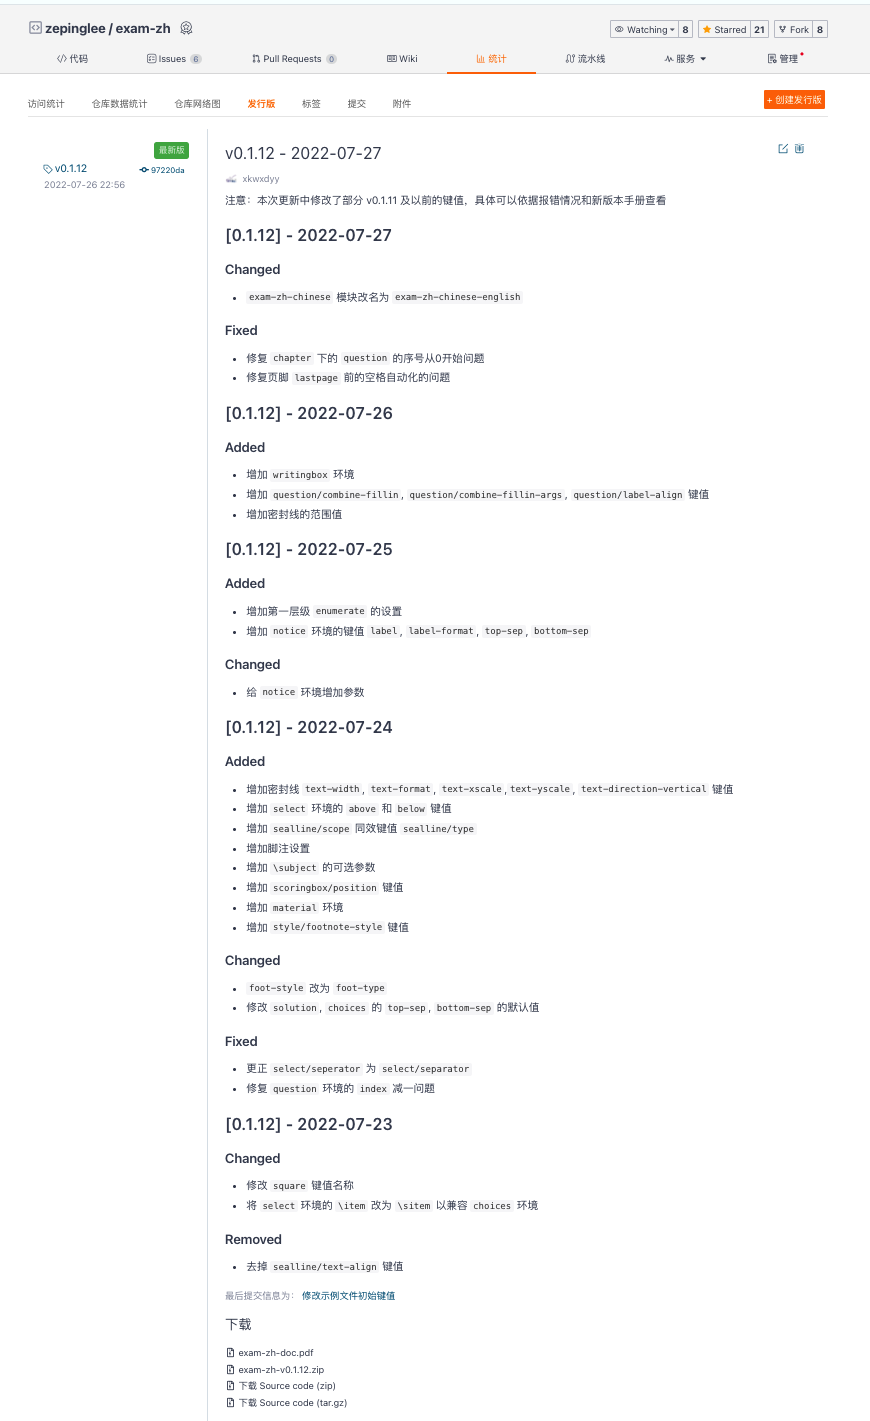 zepinglee / exam-zh
Watching 8 Starred 21 Fork 8
代码 Issues 6 Pull Requests 0 Wiki 统计 流水线 服务 管理
访问统计 仓库数据统计 仓库网络图 发行版 标签 提交 附件 + 创建发行版
最新版
v0.1.12 97220da
2022-07-26 22:56
v0.1.12 - 2022-07-27
xkwxdyy
注意：本次更新中修改了部分 v0.1.11 及以前的键值，具体可以依据报错情况和新版本手册查看
[0.1.12] - 2022-07-27
Changed
• exam-zh-chinese 模块改名为 exam-zh-chinese-english
Fixed
• 修复 chapter 下的 question 的序号从0开始问题
• 修复页脚 lastpage 前的空格自动化的问题
[0.1.12] - 2022-07-26
Added
• 增加 writingbox 环境
• 增加 question/combine-fillin, question/combine-fillin-args, question/label-align 键值
• 增加密封线的范围值
[0.1.12] - 2022-07-25
Added
• 增加第一层级 enumerate 的设置
• 增加 notice 环境的键值 label, label-format, top-sep, bottom-sep
Changed
• 给 notice 环境增加参数
[0.1.12] - 2022-07-24
Added
• 增加密封线 text-width, text-format, text-xscale, text-yscale, text-direction-vertical 键值
• 增加 select 环境的 above 和 below 键值
• 增加 sealline/scope 同效键值 sealline/type
• 增加脚注设置
• 增加 \subject 的可选参数
• 增加 scoringbox/position 键值
• 增加 material 环境
• 增加 style/footnote-style 键值
Changed
• foot-style 改为 foot-type
• 修改 solution, choices 的 top-sep, bottom-sep 的默认值
Fixed
• 更正 select/seperator 为 select/separator
• 修复 question 环境的 index 减一问题
[0.1.12] - 2022-07-23
Changed
• 修改 square 键值名称
• 将 select 环境的 \item 改为 \sitem 以兼容 choices 环境
Removed
• 去掉 sealline/text-align 键值
最后提交信息为： 修改示例文件初始键值
下载
exam-zh-doc.pdf
exam-zh-v0.1.12.zip
下载 Source code (zip)
下载 Source code (tar.gz)